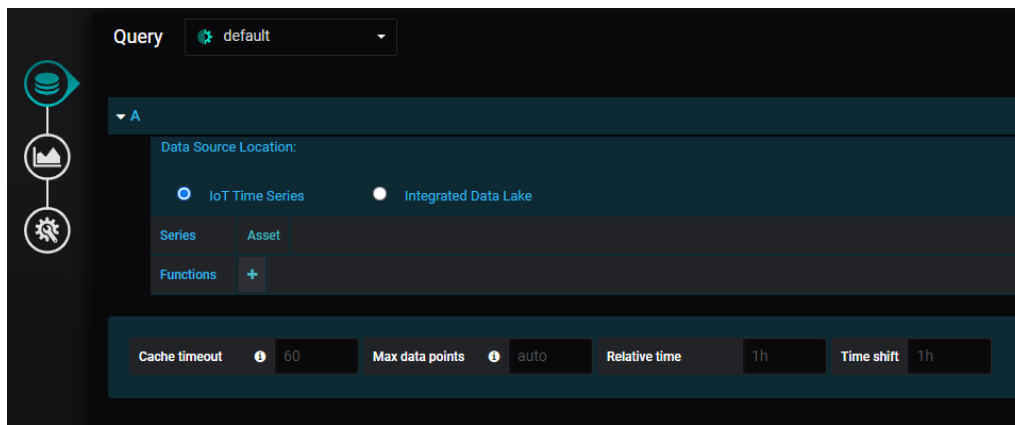 Query default
A
Data Source Location:
IoT Time Series Integrated Data Lake
Series Asset
Functions +
Cache timeout 60 Max data points auto Relative time 1h Time shift 1h